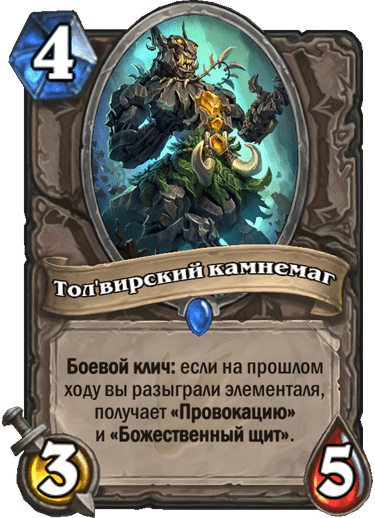 4
Тол'вирский камнемаг
Боевой клич: если на прошлом
ходу вы разыграли элементаля,
получает «Провокацию»
и «Божественный щит».
3
5